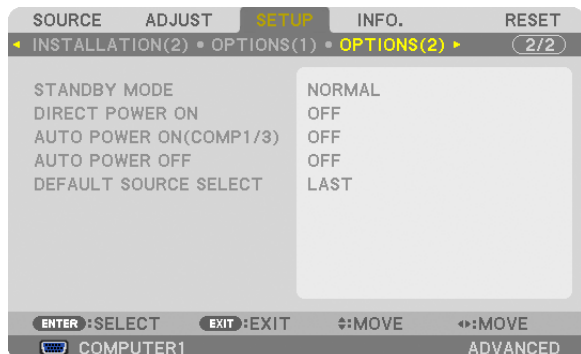 SOURCE ADJUST SETUP INFO. RESET
INSTALLATION(2) • OPTIONS(1) • OPTIONS(2) 2/2
STANDBY MODE NORMAL
DIRECT POWER ON OFF
AUTO POWER ON(COMP1/3) OFF
AUTO POWER OFF OFF
DEFAULT SOURCE SELECT LAST
ENTER:SELECT EXIT:EXIT :MOVE :MOVE
COMPUTER1 ADVANCED